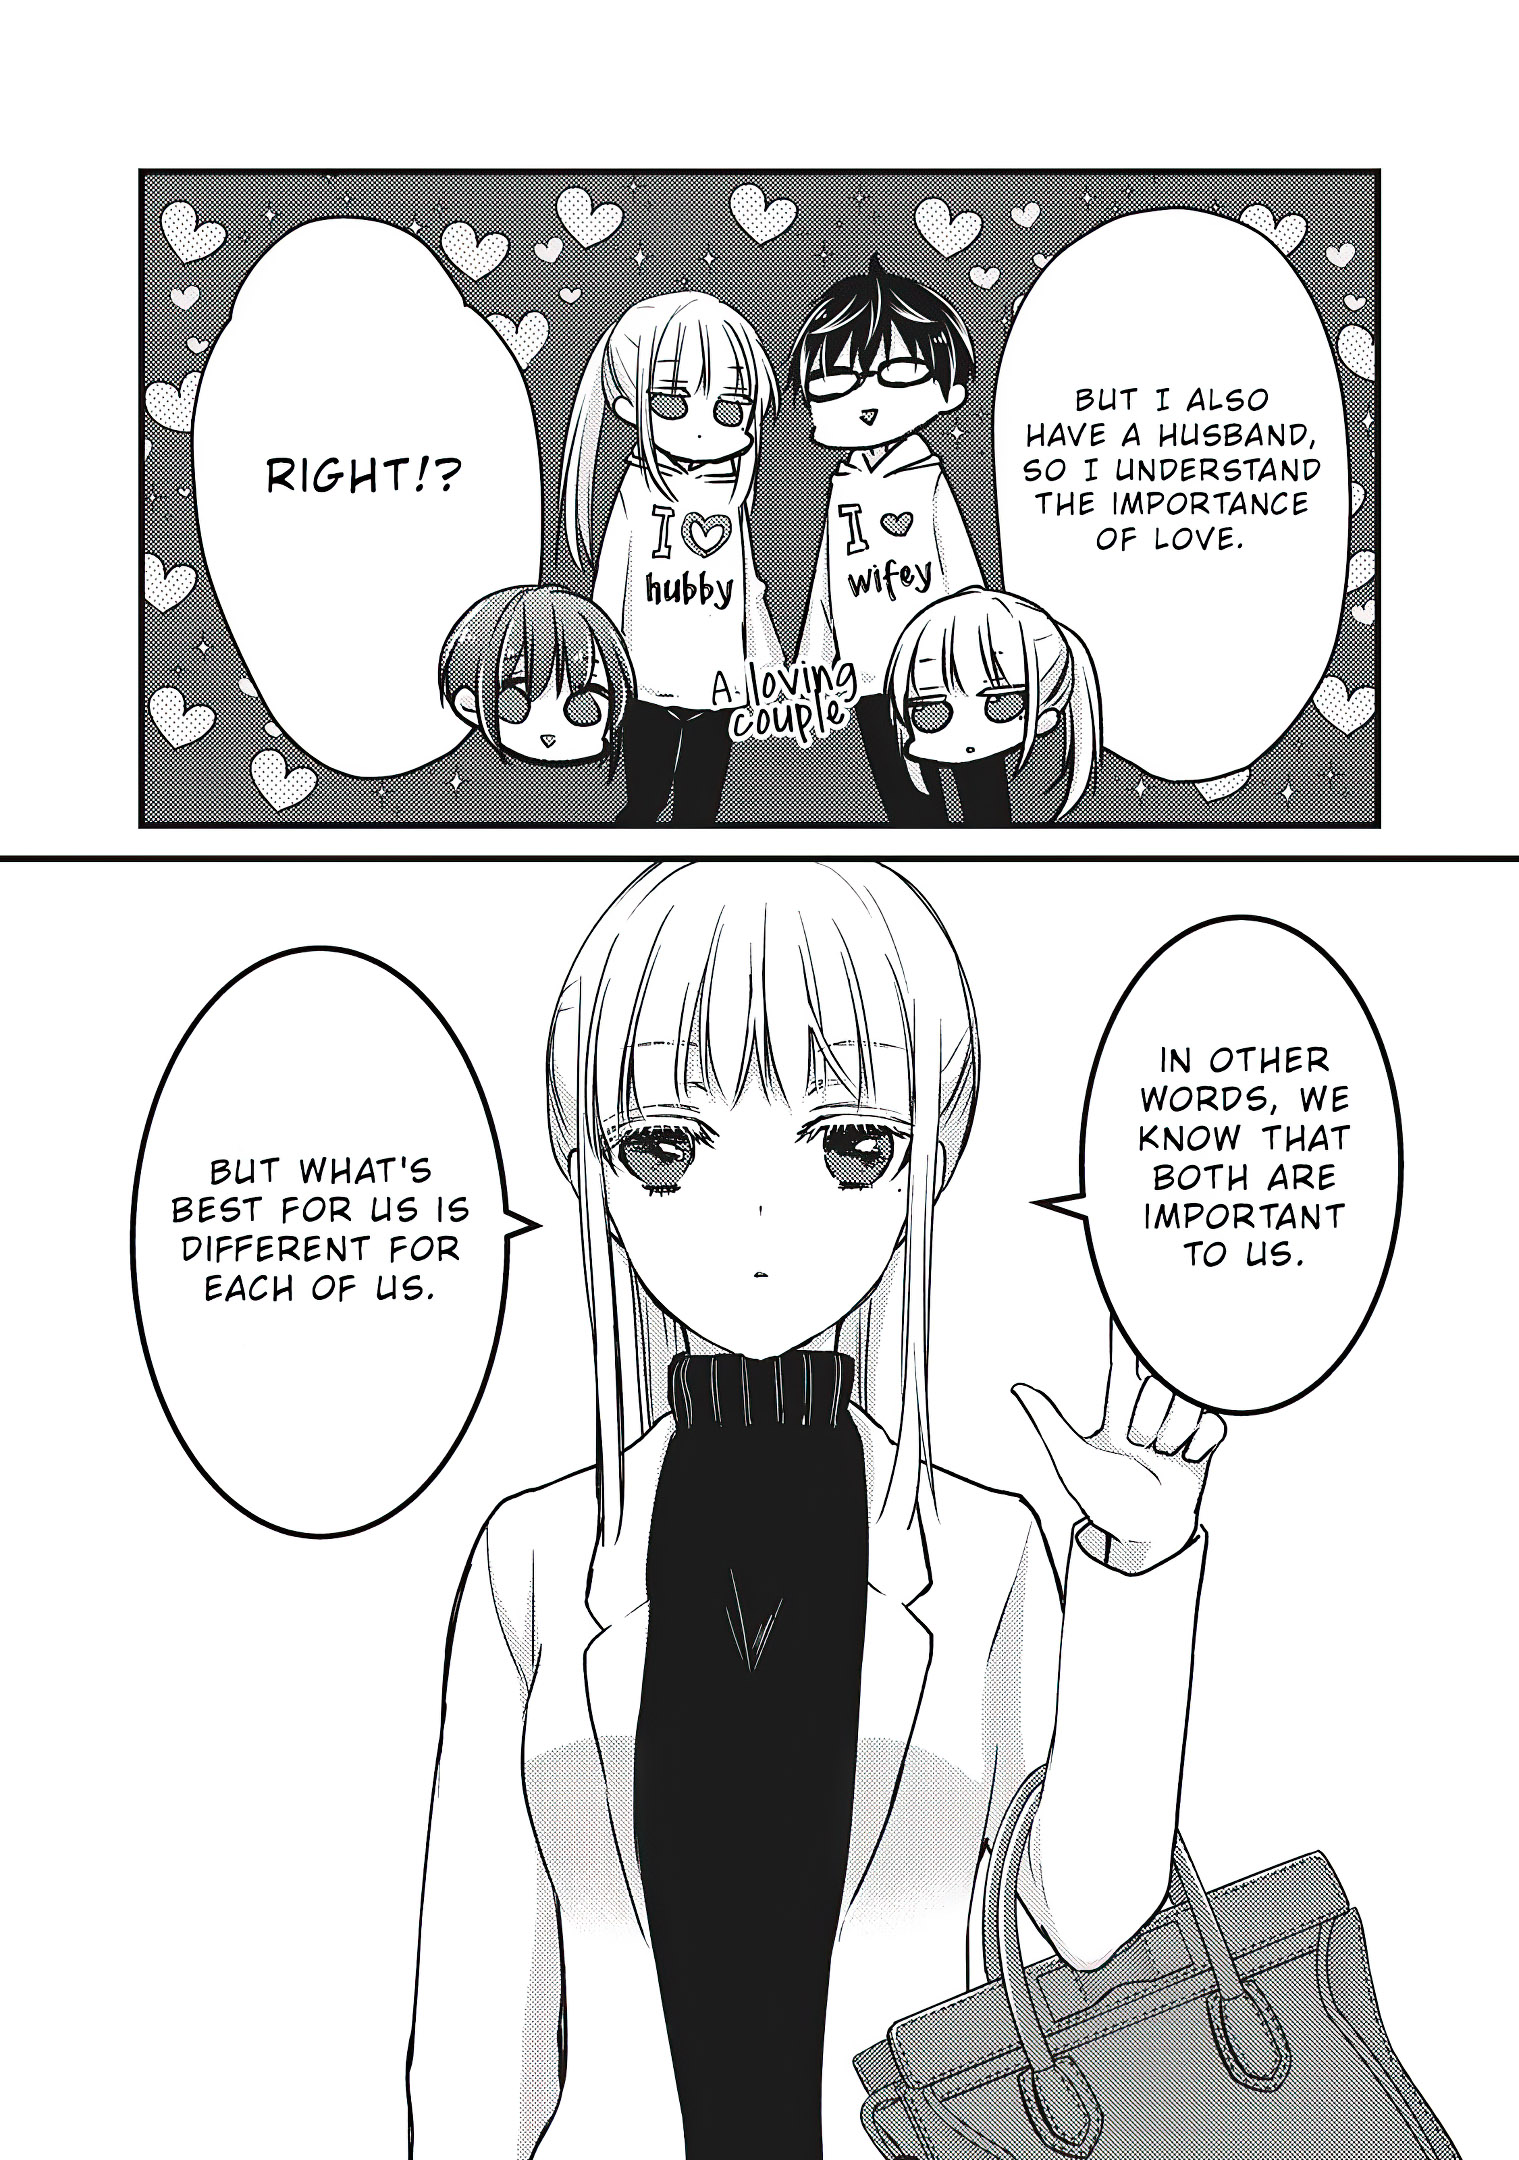 BUT I ALSO
HAVE A HUSBAND,
SO I UNDERSTAND
THE IMPORTANCE
OF LOVE.
I ♡
wifey
I ♡
hubby
A loving
couple
RIGHT!?
IN OTHER
WORDS, WE
KNOW THAT
BOTH ARE
IMPORTANT
TO US.
BUT WHAT'S
BEST FOR US IS
DIFFERENT FOR
EACH OF US.